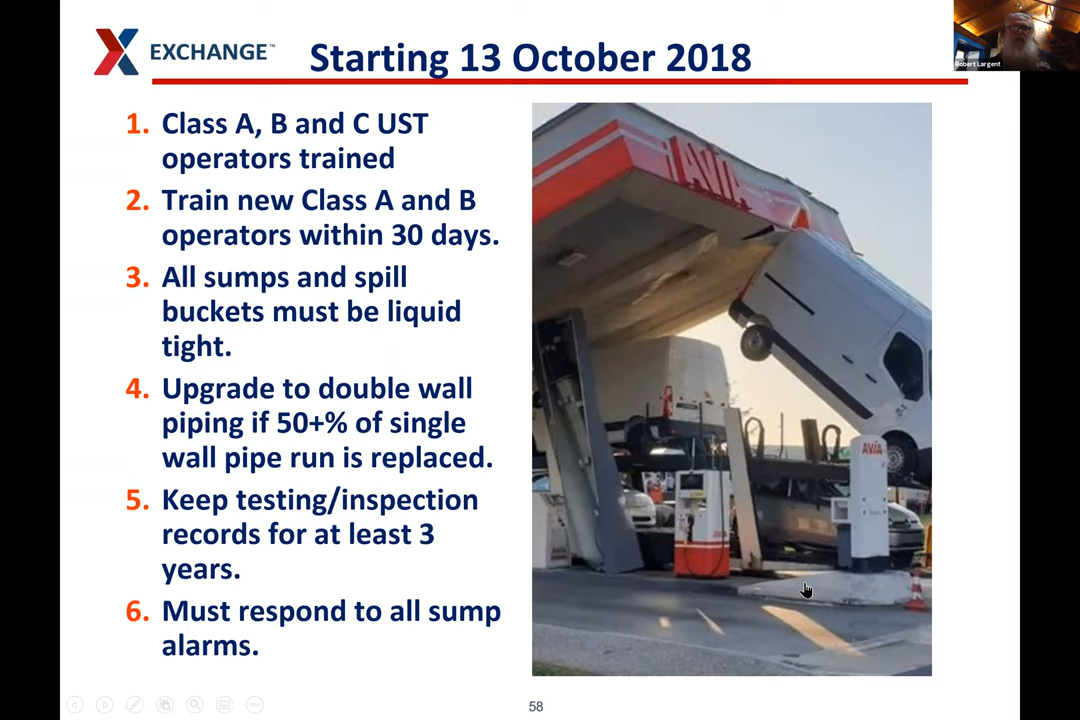 EXCHANGE™
Starting 13 October 2018
Robert Largent
1. Class A, B and C UST
operators trained
2. Train new Class A and B
operators within 30 days.
3. All sumps and spill
buckets must be liquid
tight.
4. Upgrade to double wall
piping if 50+% of single
wall pipe run is replaced.
5. Keep testing/inspection
records for at least 3
years.
6. Must respond to all sump
alarms.
AVIA
AVIA
58